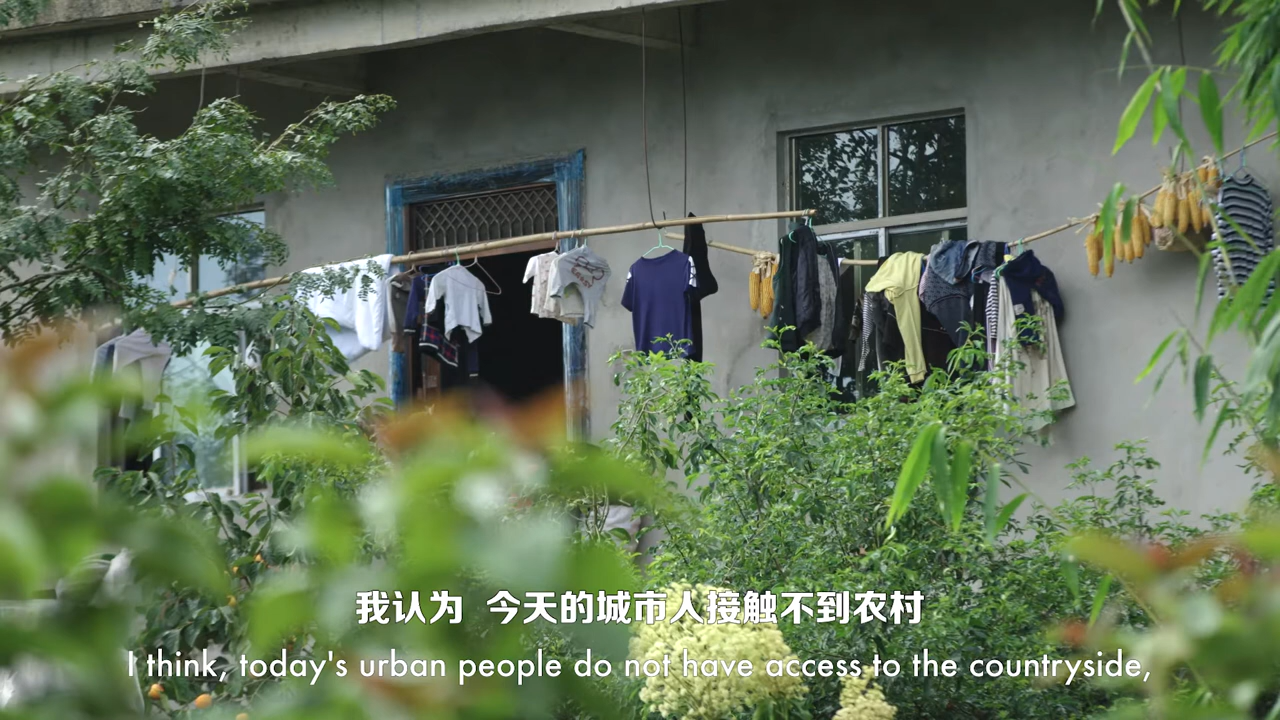 我认为 今天的城市人接触不到农村
I think, today's urban people do not have access to the countryside,